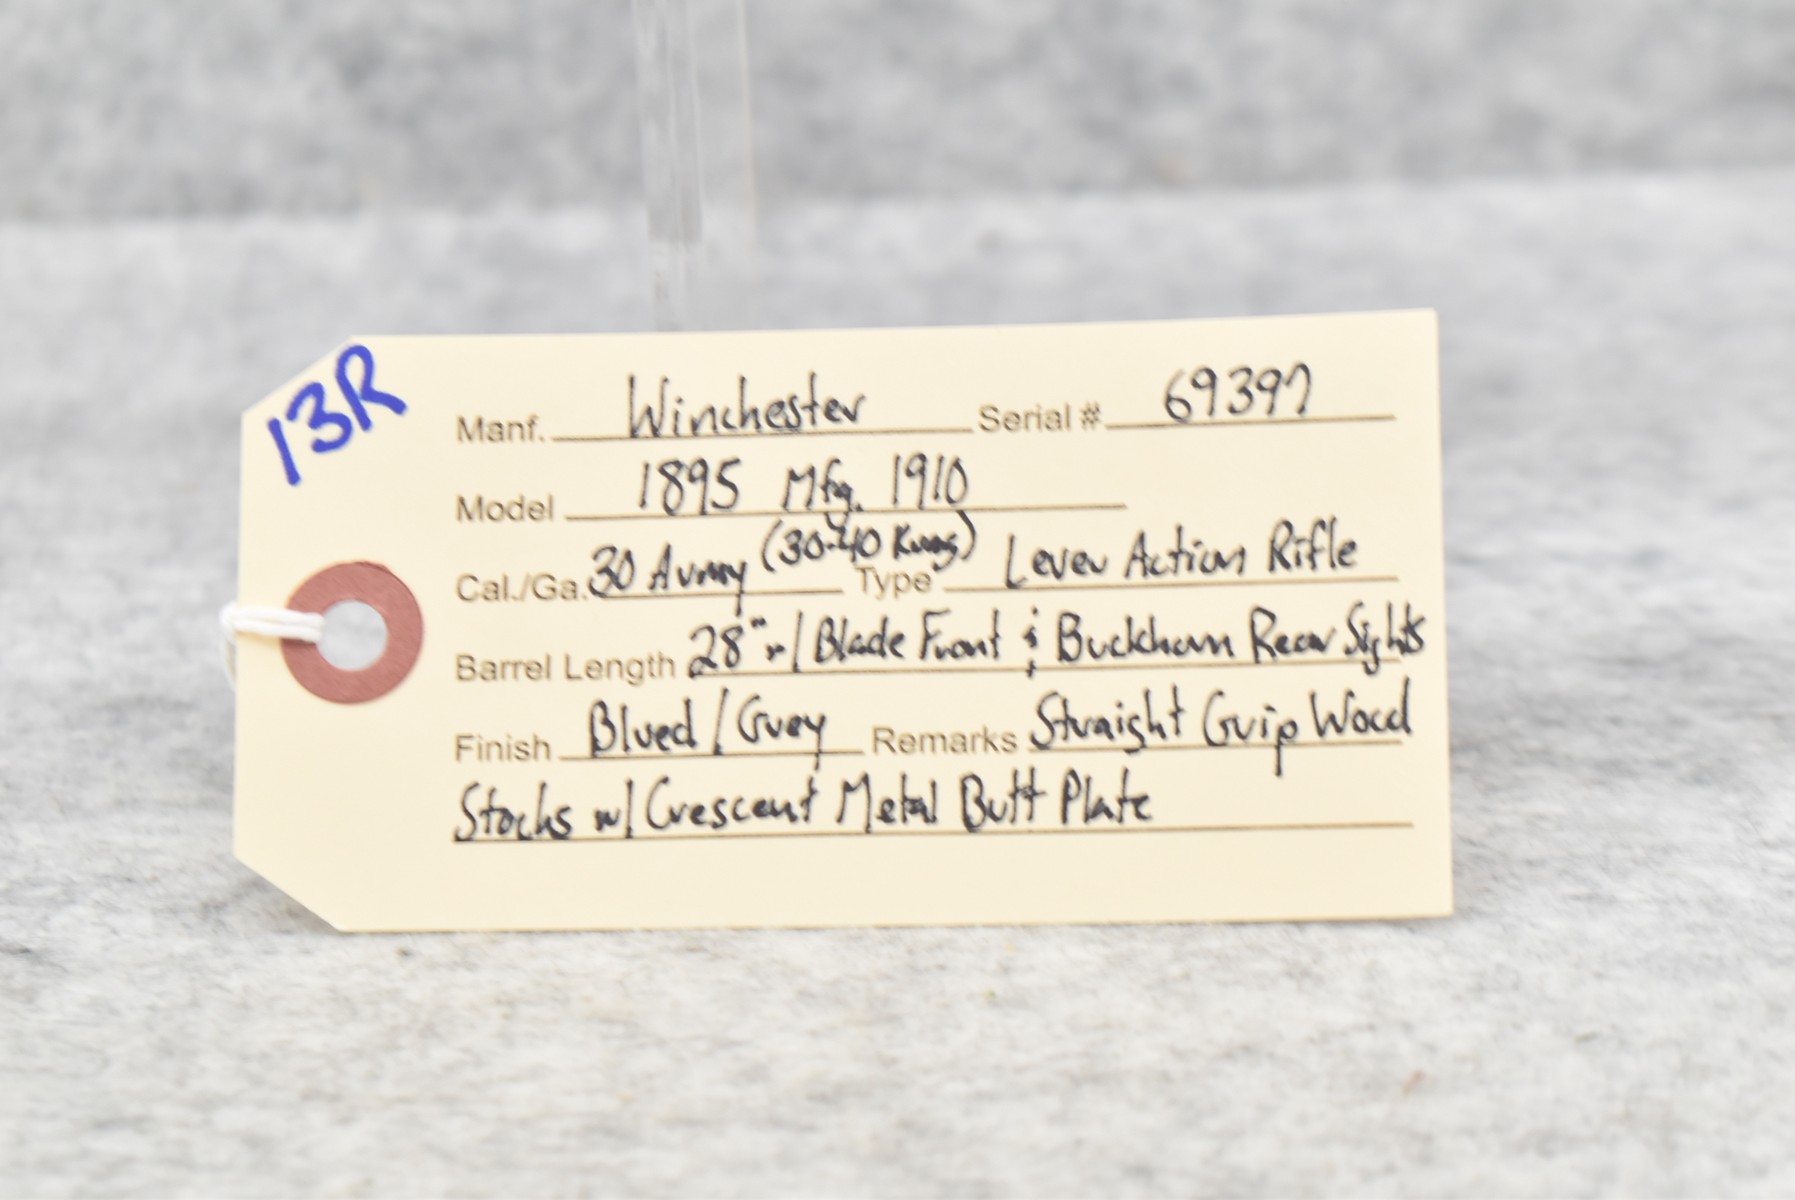 13R
Manf. Winchester Serial # 69397
Model 1895 Mfg. 1910
Cal./Ga. 30 Army (30-40 Krag) Type Lever Action Rifle
Barrel Length 28" w/ Blade Front & Buckhorn Rear Sights
Finish Blued / Grey Remarks Straight Grip Wood
Stocks w/ Crescent Metal Butt Plate